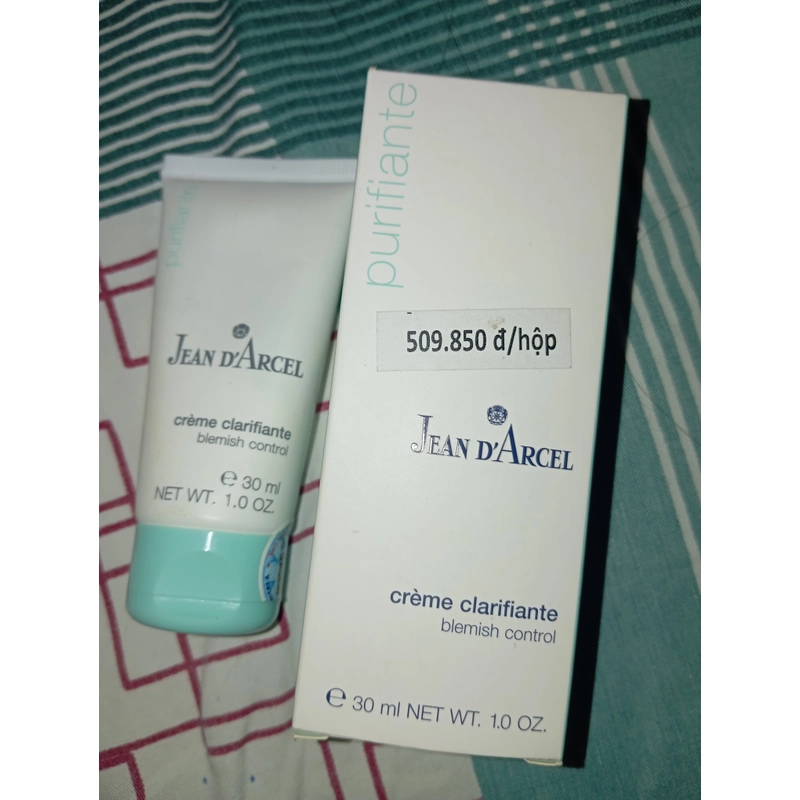 purifiante
JEAN D'ARCEL
crème clarifiante
blemish control
e 30 ml
NET WT. 1.0 OZ.
purifiante
509.850 đ/hộp
JEAN D'ARCEL
crème clarifiante
blemish control
e 30 ml NET WT. 1.0 OZ.